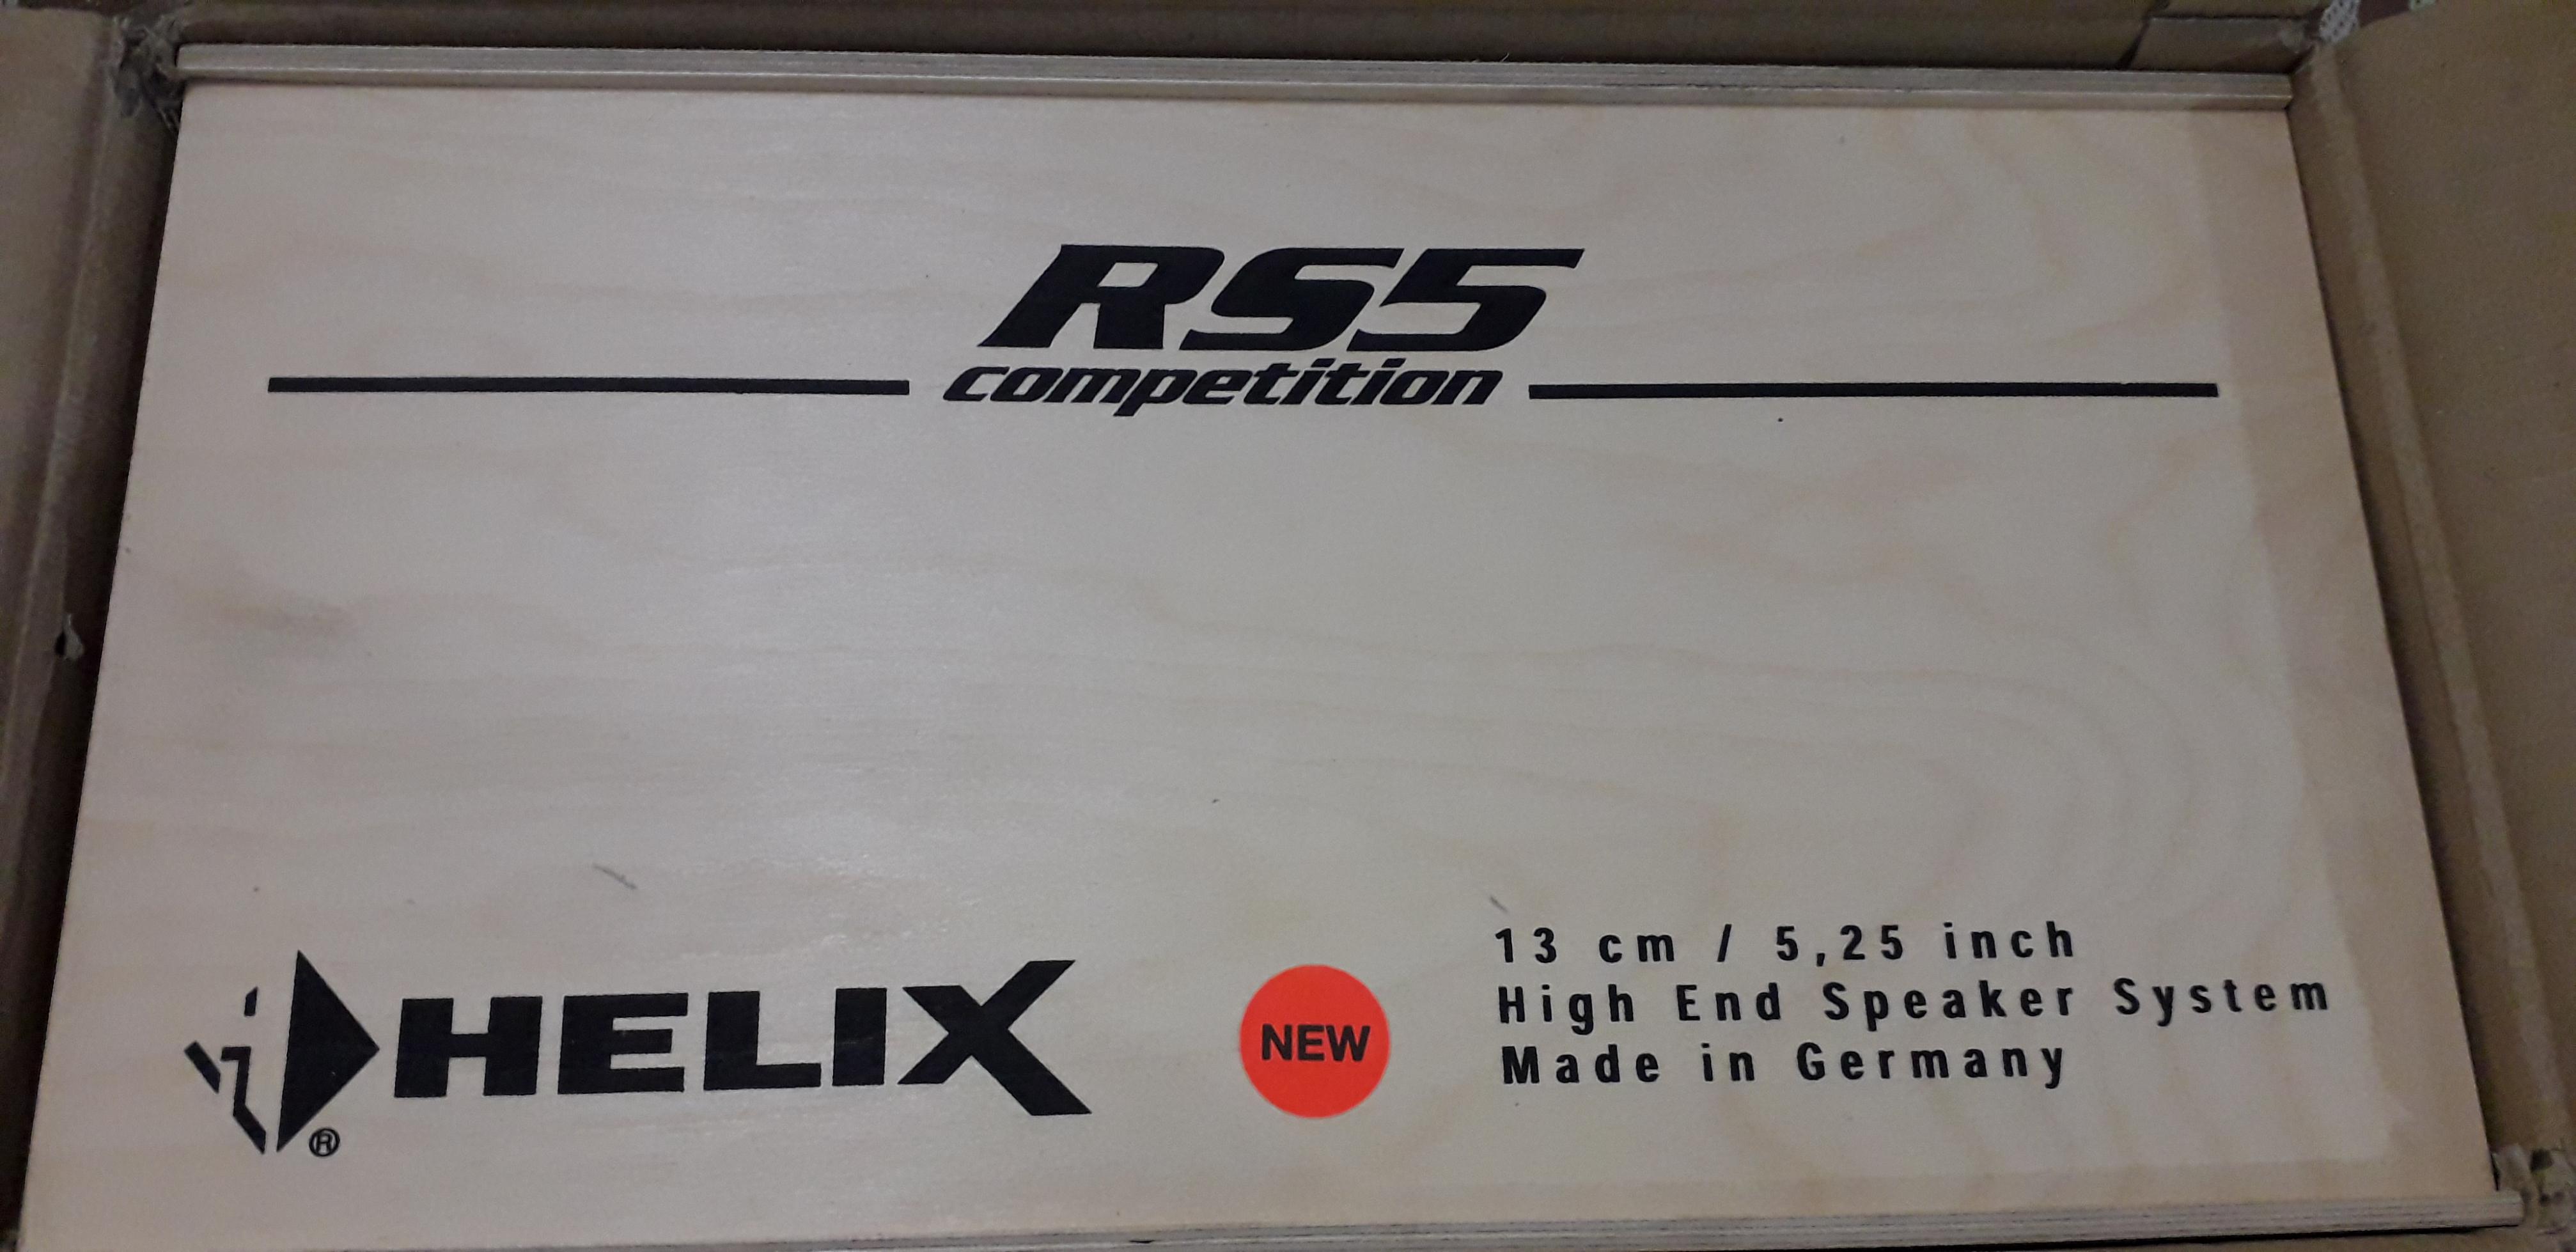 RS5
competition
HELIX
®
NEW
13 cm / 5,25 inch
High End Speaker System
Made in Germany